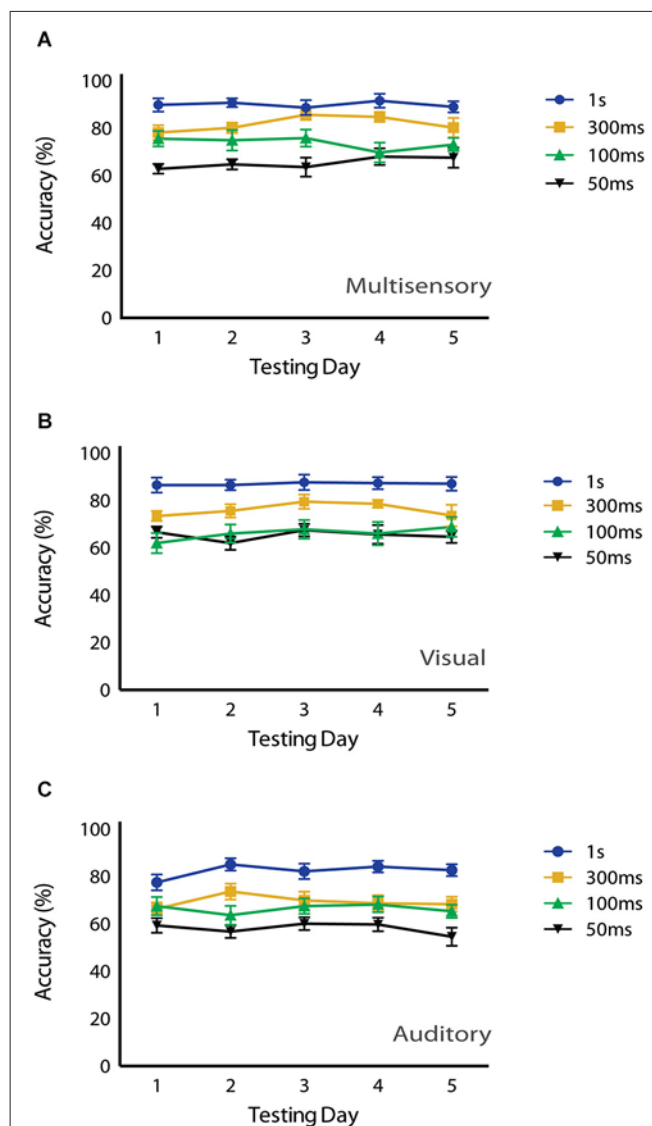 A
Accuracy (%)
100
80
60
40
20
0
1 2 3 4 5
Testing Day
Multisensory
1s
300ms
100ms
50ms
B
Accuracy (%)
100
80
60
40
20
0
1 2 3 4 5
Testing Day
Visual
1s
300ms
100ms
50ms
C
Accuracy (%)
100
80
60
40
20
0
1 2 3 4 5
Testing Day
Auditory
1s
300ms
100ms
50ms